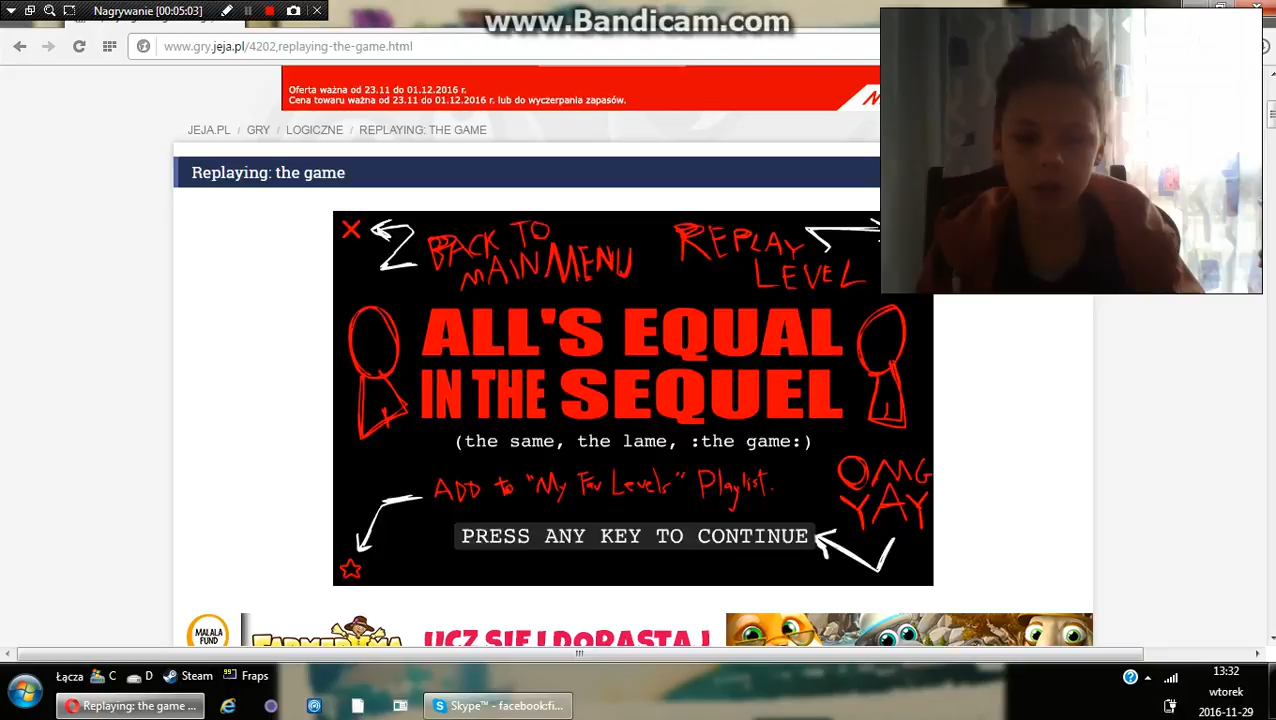 Nagrywanie [00:05:03]
www.Bandicam.com
www.gry.jeja.pl/4202,replaying-the-game.html
Oferta ważna od 23.11 do 01.12.2016 r.
Cena towaru ważna od 23.11 do 01.12.2016 r. lub do wyczerpania zapasów.
JEJA.PL / GRY / LOGICZNE / REPLAYING: THE GAME
Replaying: the game
BACK TO
MAIN MENU
REPLAY
LEVEL
ALL'S EQUAL
IN THE SEQUEL
(the same, the lame, :the game:)
ADD to "My Fav Levels" Playlist.
OMG
YAY
PRESS ANY KEY TO CONTINUE
MALALA
FUND
FARMERAMA
UCZ SIĘ I DORASTAJ
Łącza C D Steam Fraps
13:32
wtorek
2016-11-29
Replaying: the game ...
Skype™ - facebook:fi...